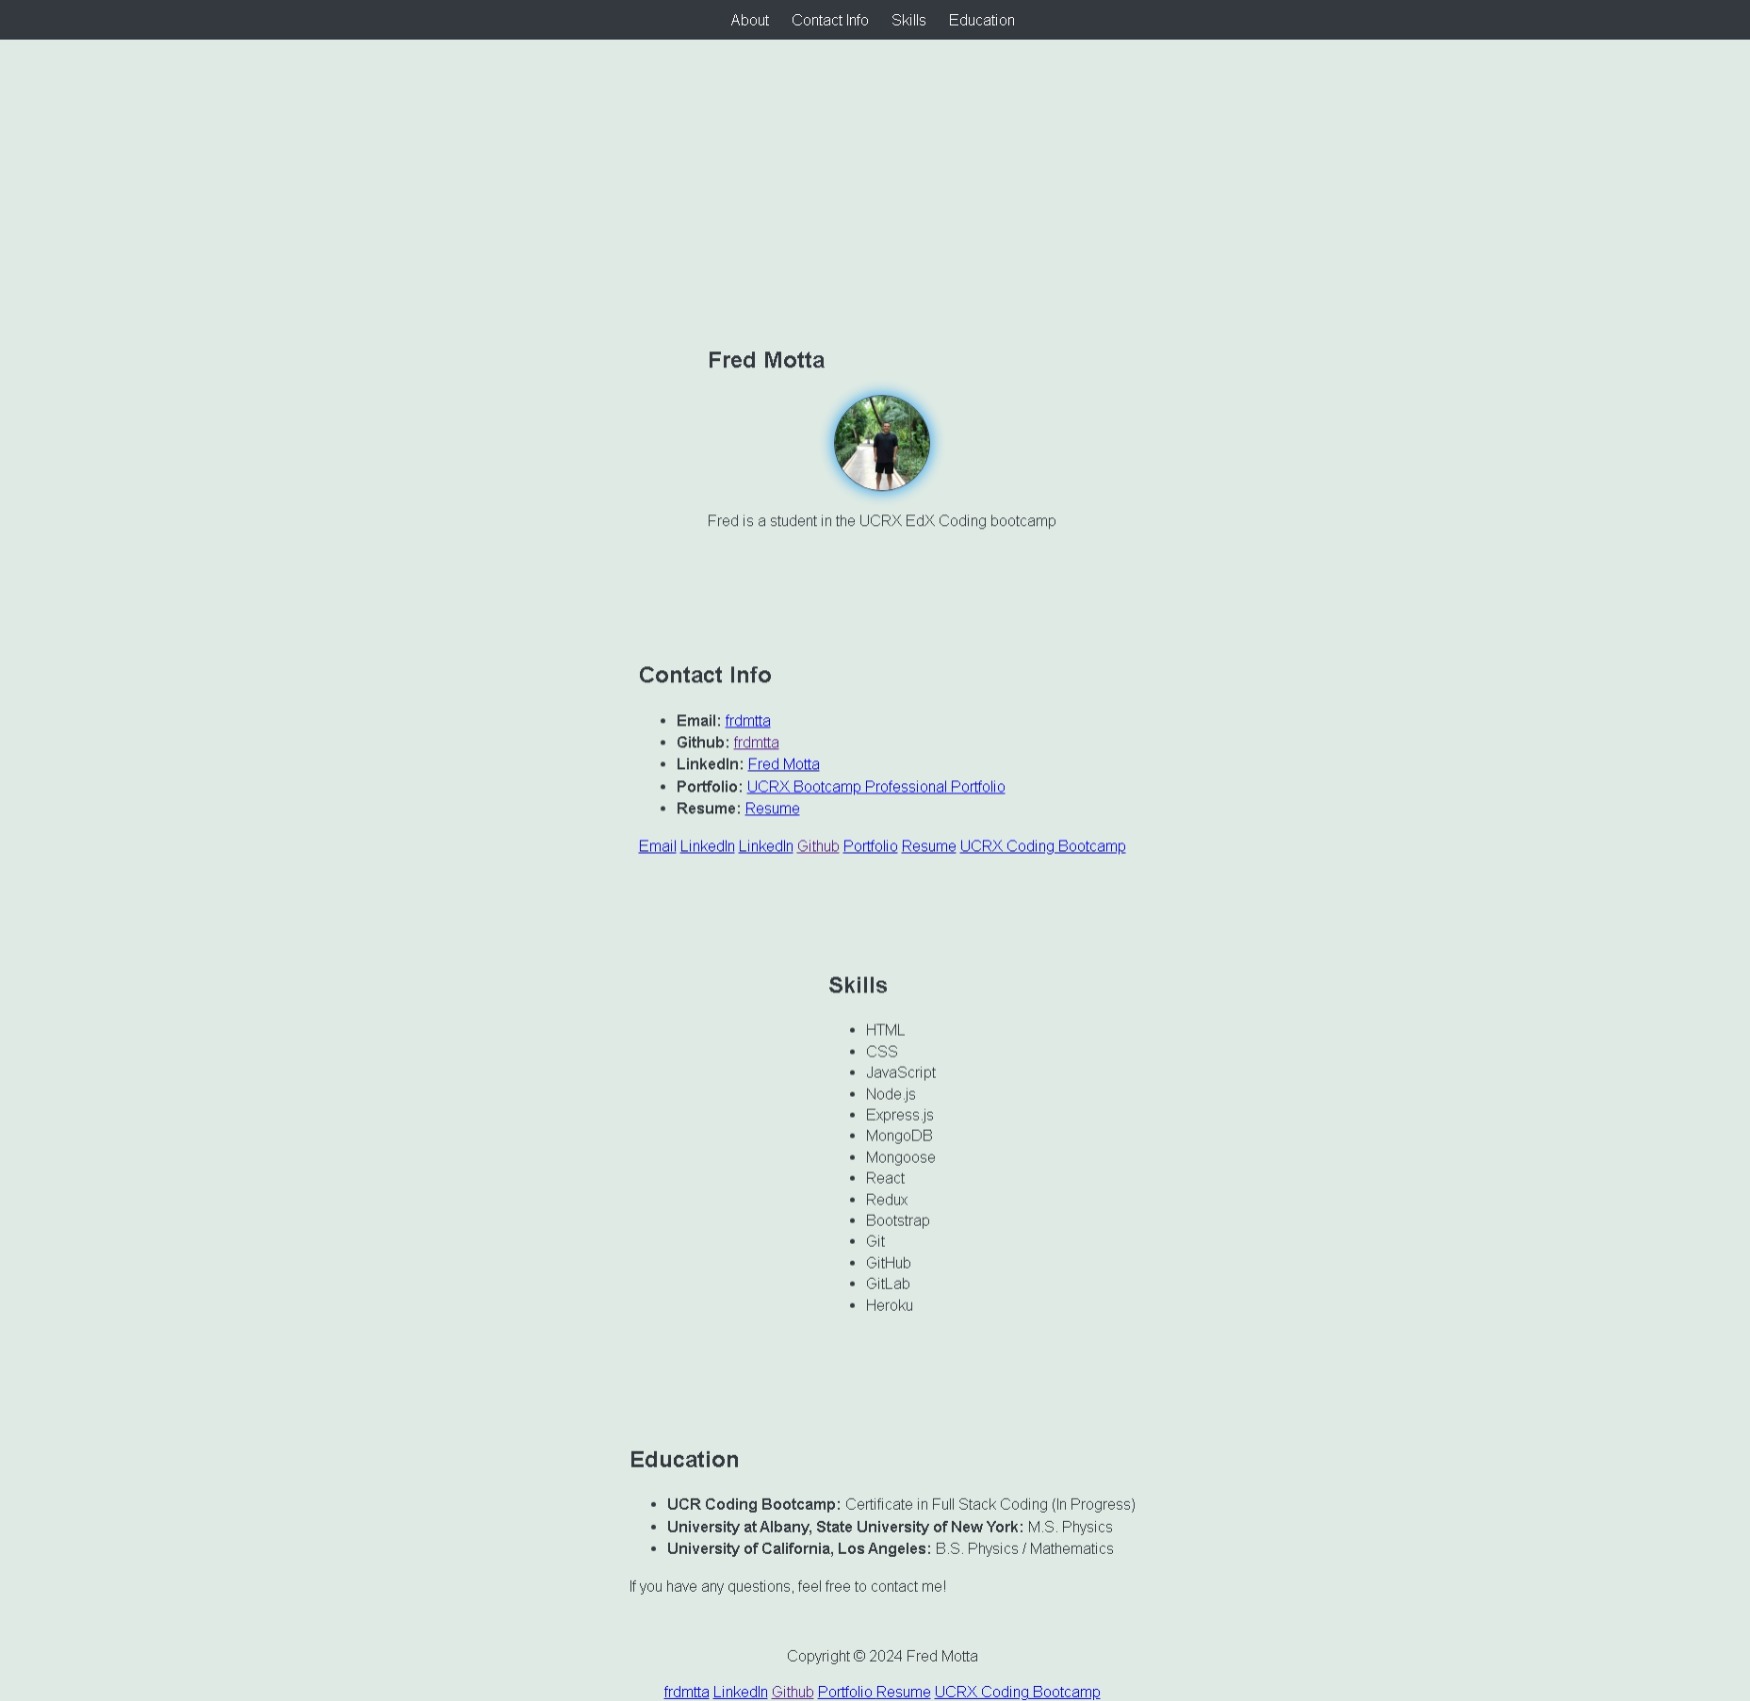 About Contact Info Skills Education
Fred Motta
Fred is a student in the UCRX EdX Coding bootcamp
Contact Info
• Email: frdmtta
• Github: frdmtta
• LinkedIn: Fred Motta
• Portfolio: UCRX Bootcamp Professional Portfolio
• Resume: Resume
Email LinkedIn LinkedIn Github Portfolio Resume UCRX Coding Bootcamp
Skills
• HTML
• CSS
• JavaScript
• Node.js
• Express.js
• MongoDB
• Mongoose
• React
• Redux
• Bootstrap
• Git
• GitHub
• GitLab
• Heroku
Education
• UCR Coding Bootcamp: Certificate in Full Stack Coding (In Progress)
• University at Albany, State University of New York: M.S. Physics
• University of California, Los Angeles: B.S. Physics / Mathematics
If you have any questions, feel free to contact me!
Copyright © 2024 Fred Motta
frdmtta LinkedIn Github Portfolio Resume UCRX Coding Bootcamp